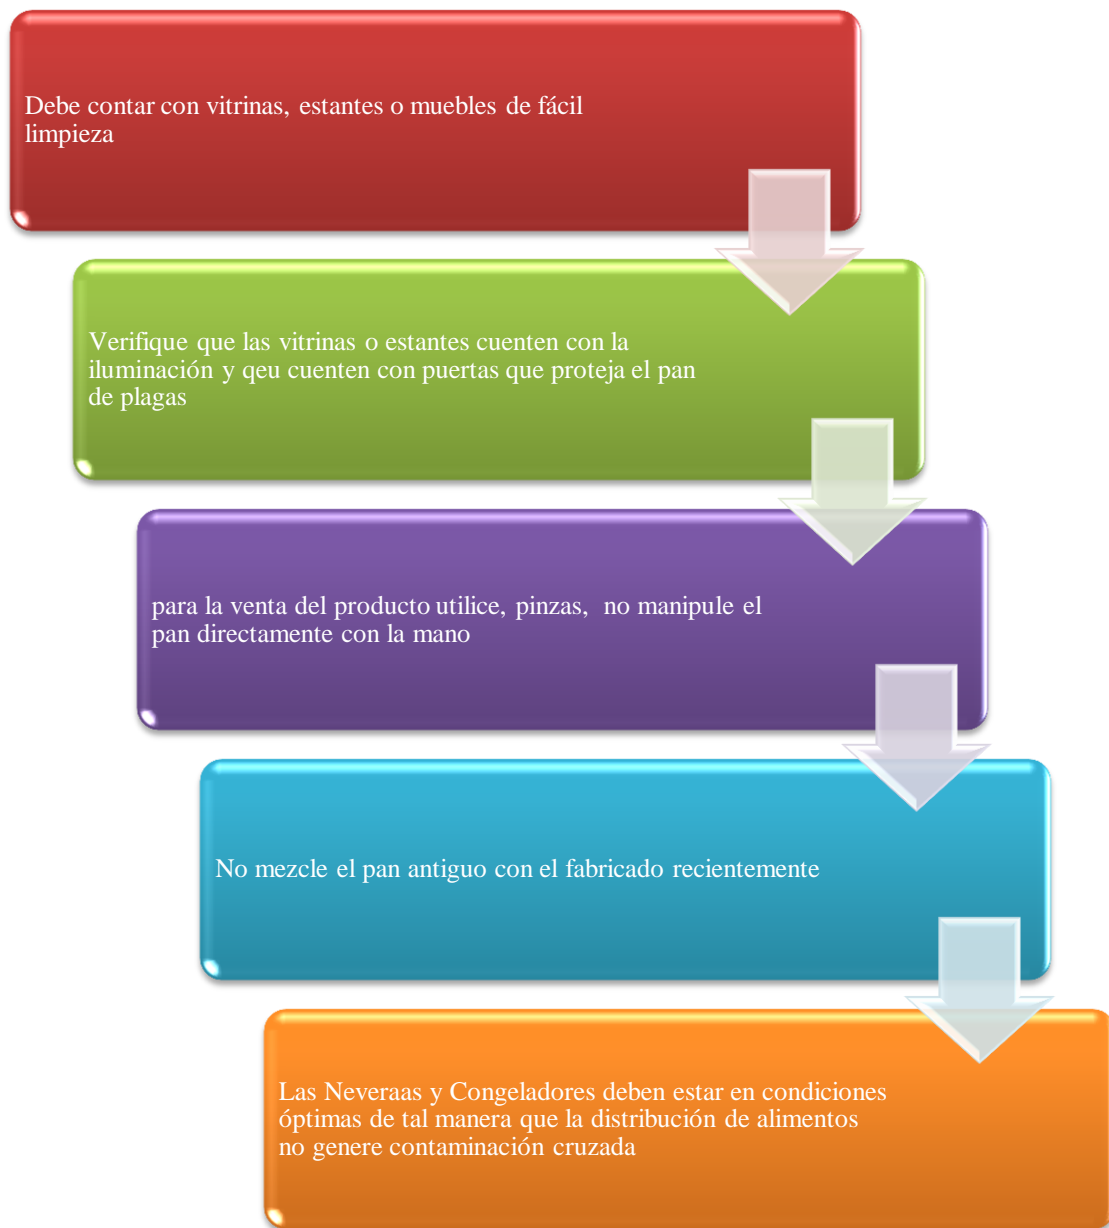 Debe contar con vitrinas, estantes o muebles de fácil
limpieza
Verifique que las vitrinas o estantes cuenten con la
iluminación y qeu cuenten con puertas que proteja el pan
de plagas
para la venta del producto utilice, pinzas, no manipule el
pan directamente con la mano
No mezcle el pan antiguo con el fabricado recientemente
Las Neveraas y Congeladores deben estar en condiciones
óptimas de tal manera que la distribución de alimentos
no genere contaminación cruzada